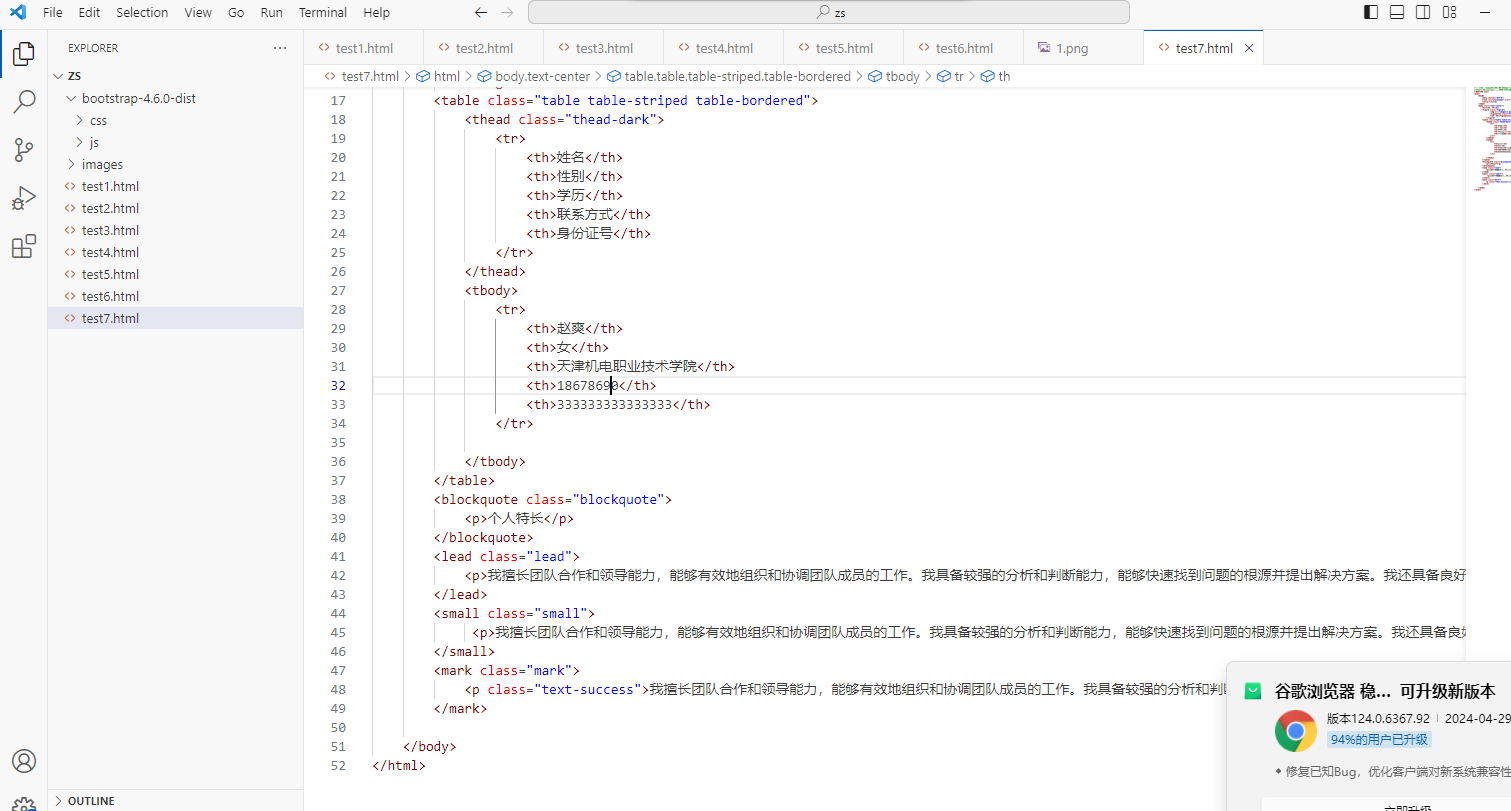 File Edit Selection View Go Run Terminal Help
zs
EXPLORER
test1.html
test2.html
test3.html
test4.html
test5.html
test6.html
1.png
test7.html
test7.html > html > body.text-center > table.table.table-striped.table-bordered > tbody > tr > th
ZS
bootstrap-4.6.0-dist
css
js
images
test1.html
test2.html
test3.html
test4.html
test5.html
test6.html
test7.html
OUTLINE
17 <table class="table table-striped table-bordered">
18 <thead class="thead-dark">
19 <tr>
20 <th>姓名</th>
21 <th>性别</th>
22 <th>学历</th>
23 <th>联系方式</th>
24 <th>身份证号</th>
25 </tr>
26 </thead>
27 <tbody>
28 <tr>
29 <th>赵爽</th>
30 <th>女</th>
31 <th>天津机电职业技术学院</th>
32 <th>18678690</th>
33 <th>333333333333333</th>
34 </tr>
35
36 </tbody>
37 </table>
38 <blockquote class="blockquote">
39 <p>个人特长</p>
40 </blockquote>
41 <lead class="lead">
42 <p>我擅长团队合作和领导能力，能够有效地组织和协调团队成员的工作。我具备较强的分析和判断能力，能够快速找到问题的根源并提出解决方案。我还具备良好
43 </lead>
44 <small class="small">
45 <p>我擅长团队合作和领导能力，能够有效地组织和协调团队成员的工作。我具备较强的分析和判断能力，能够快速找到问题的根源并提出解决方案。我还具备良
46 </small>
47 <mark class="mark">
48 <p class="text-success">我擅长团队合作和领导能力，能够有效地组织和协调团队成员的工作。我具备较强的分析和判
49 </mark>
50
51 </body>
52 </html>
谷歌浏览器 稳... 可升级新版本
版本124.0.6367.92 | 2024-04-29
94%的用户已升级
修复已知Bug，优化客户端对新系统兼容性